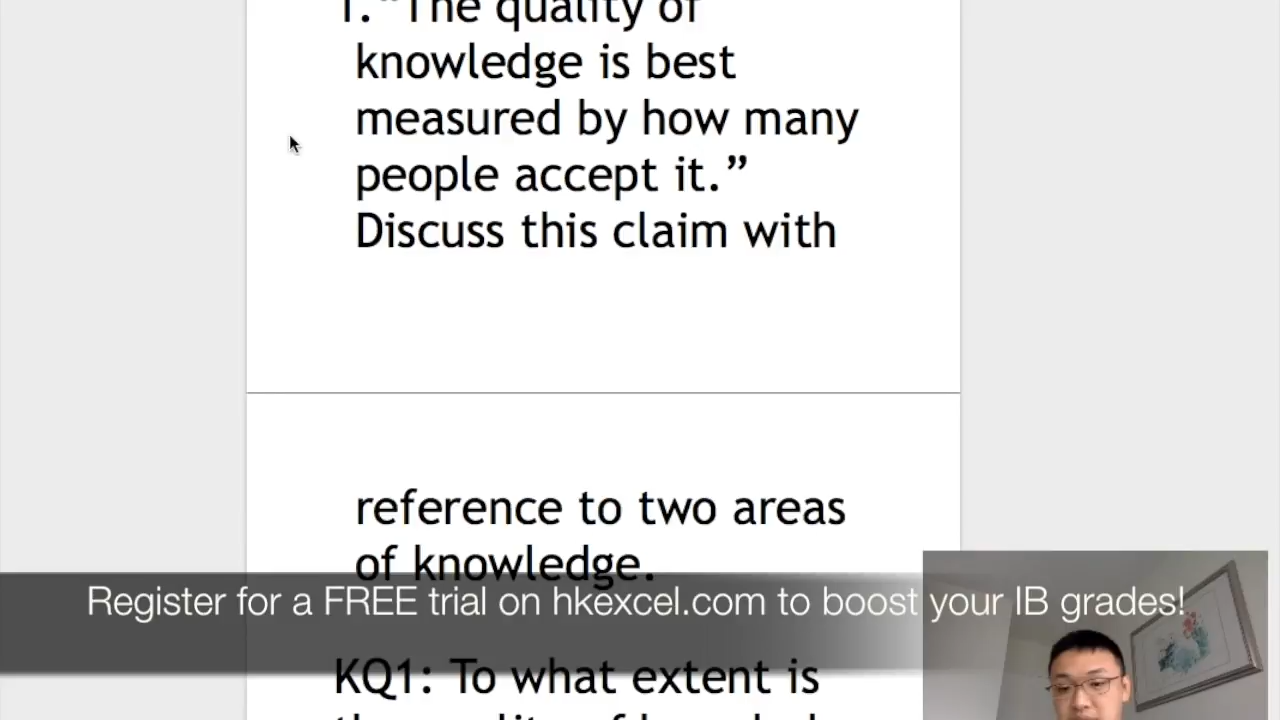 1. “The quality of
knowledge is best
measured by how many
people accept it.”
Discuss this claim with
reference to two areas
of knowledge.
Register for a FREE trial on hkexcel.com to boost your IB grades!
KQ1: To what extent is